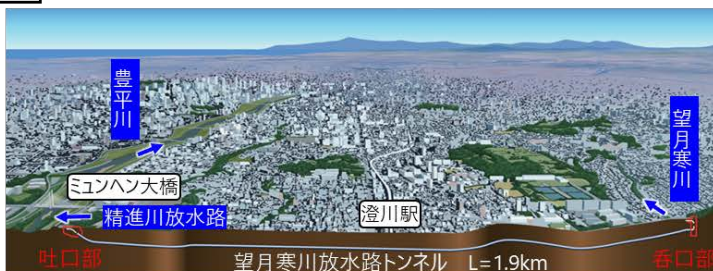 豊平川
望月寒川
ミュンヘン大橋
精進川放水路
澄川駅
吐口部
望月寒川放水路トンネル L=1.9km
呑口部